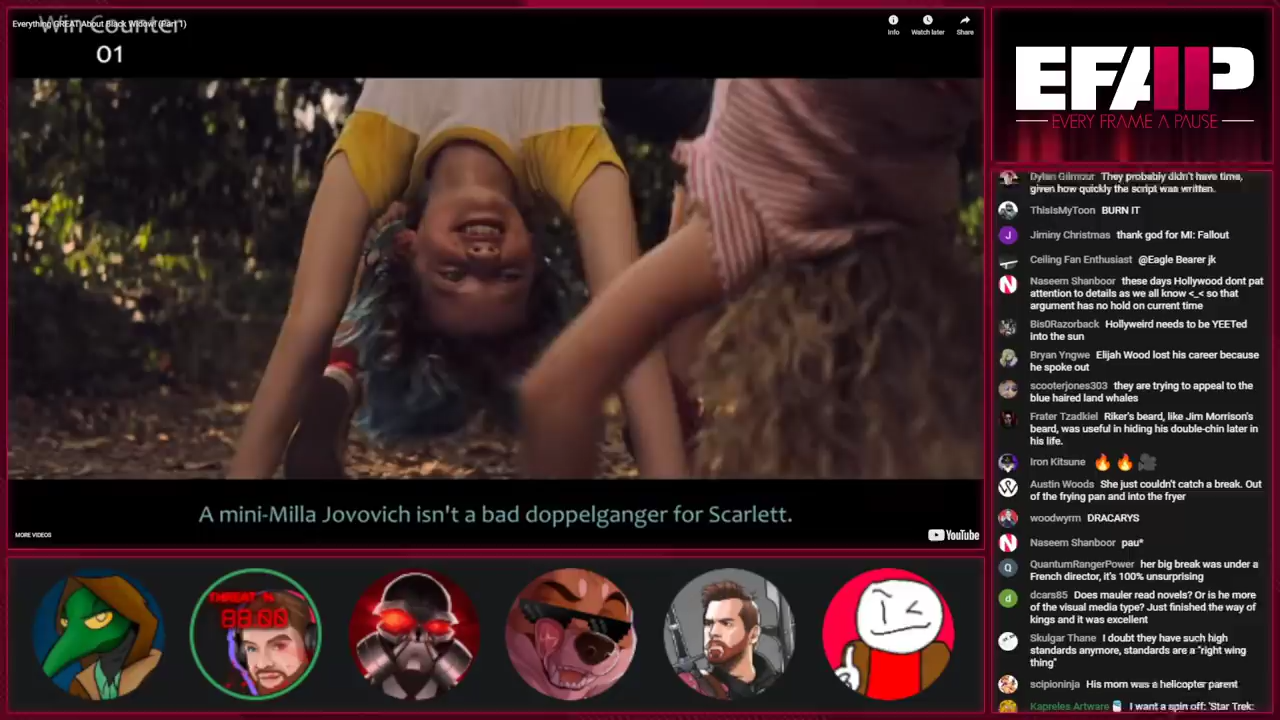 Everything GREAT About Black Widow! (Part 1)
Win Counter
01
Info
Watch later
Share
A mini-Milla Jovovich isn't a bad doppelganger for Scarlett.
MORE VIDEOS
YouTube
THREAT %
88.00
EFAP
EVERY FRAME A PAUSE
Dylan Gilmour They probably didn't have time,
given how quickly the script was written.
ThisIsMyToon BURN IT
Jiminy Christmas thank god for MI: Fallout
Ceiling Fan Enthusiast @Eagle Bearer jk
Naseem Shanboor these days Hollywood dont pat
attention to details as we all know <_< so that
argument has no hold on current time
Bis0Razorback Hollyweird needs to be YEETed
into the sun
Bryan Yngwe Elijah Wood lost his career because
he spoke out
scooterjones303 they are trying to appeal to the
blue haired land whales
Frater Tzadkiel Riker's beard, like Jim Morrison's
beard, was useful in hiding his double-chin later in
his life.
Iron Kitsune 🔥 🔥 🎥
Austin Woods She just couldn't catch a break. Out
of the frying pan and into the fryer
woodwyrm DRACARYS
Naseem Shanboor pau*
QuantumRangerPower her big break was under a
French director, it's 100% unsurprising
dcars85 Does mauler read novels? Or is he more
of the visual media type? Just finished the way of
kings and it was excellent
Skulgar Thane I doubt they have such high
standards anymore, standards are a "right wing
thing"
scipioninja His mom was a helicopter parent
Kapreles Artware I want a spin off: 'Star Trek: